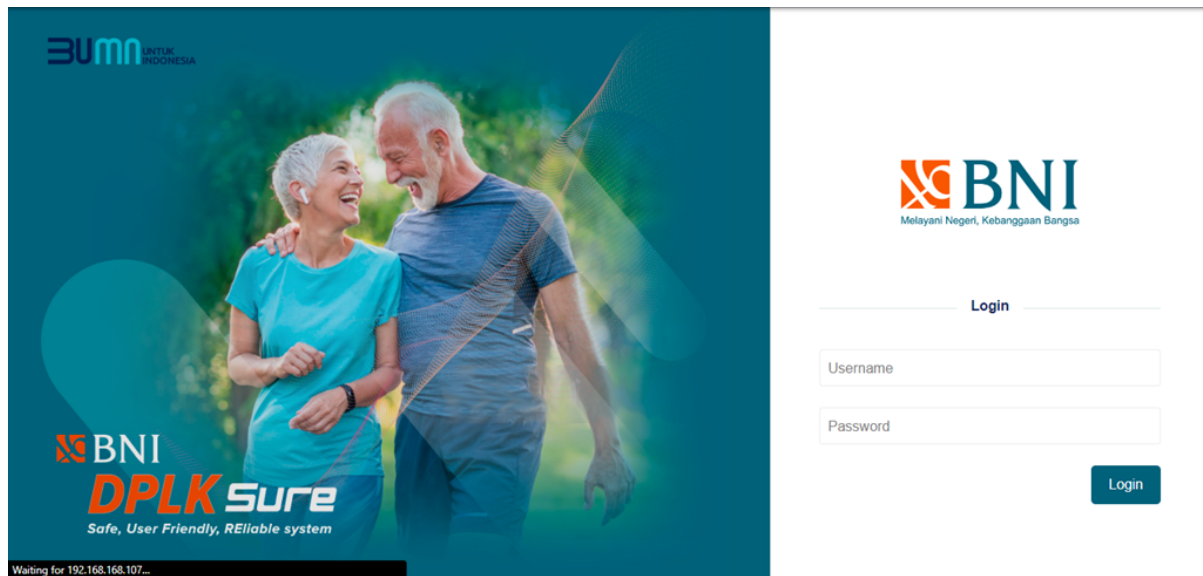 BUMN UNTUK
INDONESIA
BNI
DPLK Sure
Safe, User Friendly, REliable system
Waiting for 192.168.168.107...
BNI
Melayani Negeri, Kebanggaan Bangsa
Login
Username
Password
Login